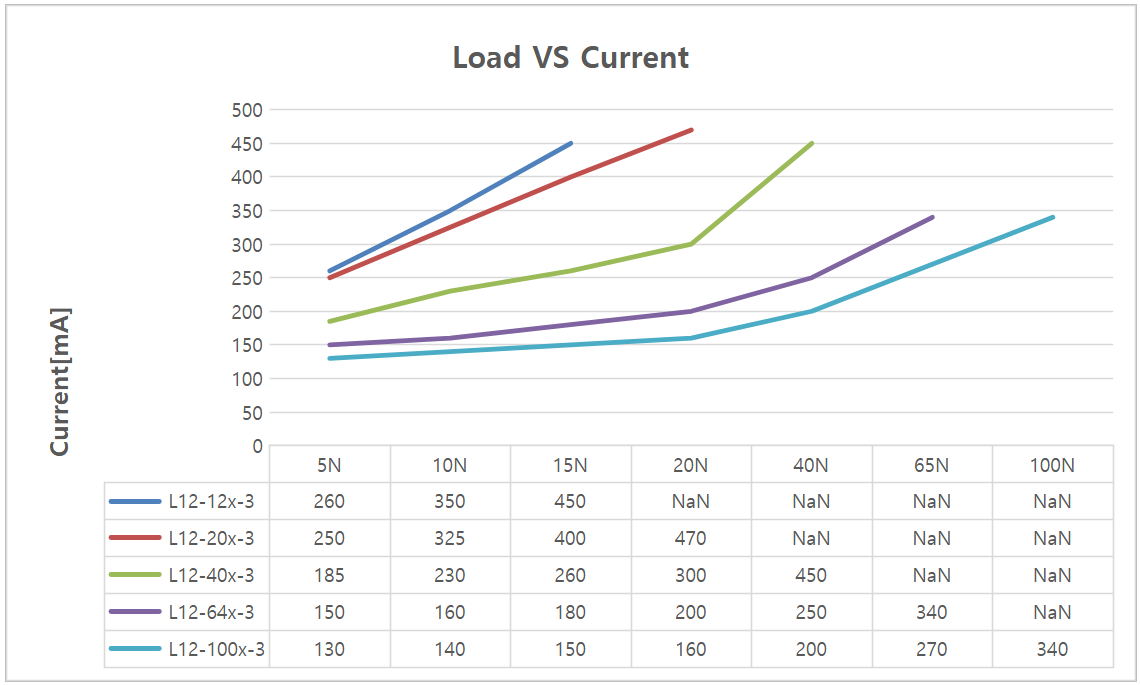 Load VS Current
500
450
400
350
300
250
200
150
100
50
0
Current[mA]
5N 10N 15N 20N 40N 65N 100N
L12-12x-3 260 350 450 NaN NaN NaN NaN
L12-20x-3 250 325 400 470 NaN NaN NaN
L12-40x-3 185 230 260 300 450 NaN NaN
L12-64x-3 150 160 180 200 250 340 NaN
L12-100x-3 130 140 150 160 200 270 340